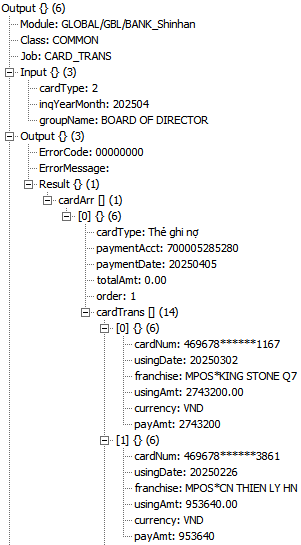 Output {} (6)
Module: GLOBAL/GBL/BANK_Shinhan
Class: COMMON
Job: CARD_TRANS
Input {} (3)
cardType: 2
inqYearMonth: 202504
groupName: BOARD OF DIRECTOR
Output {} (3)
ErrorCode: 00000000
ErrorMessage:
Result {} (1)
cardArr [] (1)
[0] {} (6)
cardType: Thẻ ghi nợ
paymentAcct: 700005285280
paymentDate: 20250405
totalAmt: 0.00
order: 1
cardTrans [] (14)
[0] {} (6)
cardNum: 469678******1167
usingDate: 20250302
franchise: MPOS*KING STONE Q7
usingAmt: 2743200.00
currency: VND
payAmt: 2743200
[1] {} (6)
cardNum: 469678******3861
usingDate: 20250226
franchise: MPOS*CN THIEN LY HN
usingAmt: 953640.00
currency: VND
payAmt: 953640